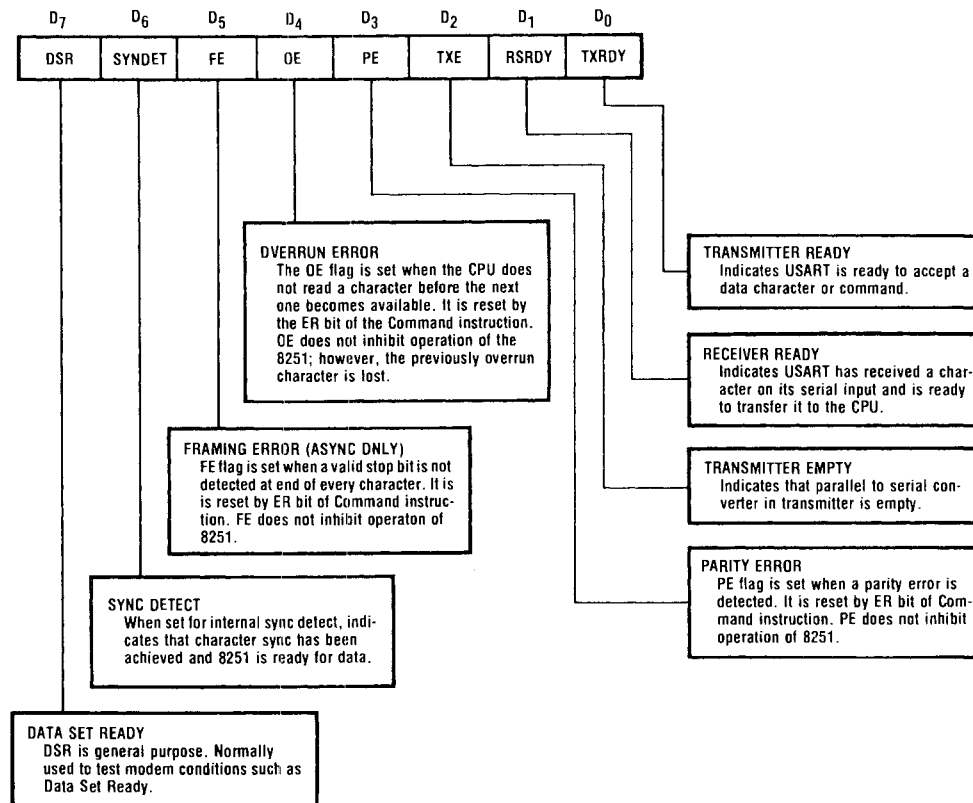 D7 D6 D5 D4 D3 D2 D1 D0
DSR SYNDET FE OE PE TXE RSRDY TXRDY
OVERRUN ERROR
The OE flag is set when the CPU does
not read a character before the next
one becomes available. It is reset by
the ER bit of the Command instruction.
OE does not inhibit operation of the
8251; however, the previously overrun
character is lost.
TRANSMITTER READY
Indicates USART is ready to accept a
data character or command.
RECEIVER READY
Indicates USART has received a char-
acter on its serial input and is ready
to transfer it to the CPU.
FRAMING ERROR (ASYNC ONLY)
FE flag is set when a valid stop bit is not
detected at end of every character. It is
is reset by ER bit of Command instruc-
tion. FE does not inhibit operaton of
8251.
TRANSMITTER EMPTY
Indicates that parallel to serial con-
verter in transmitter is empty.
PARITY ERROR
PE flag is set when a parity error is
detected. It is reset by ER bit of Com-
mand instruction. PE does not inhibit
operation of 8251.
SYNC DETECT
When set for internal sync detect, indi-
cates that character sync has been
achieved and 8251 is ready for data.
DATA SET READY
DSR is general purpose. Normally
used to test modem conditions such as
Data Set Ready.